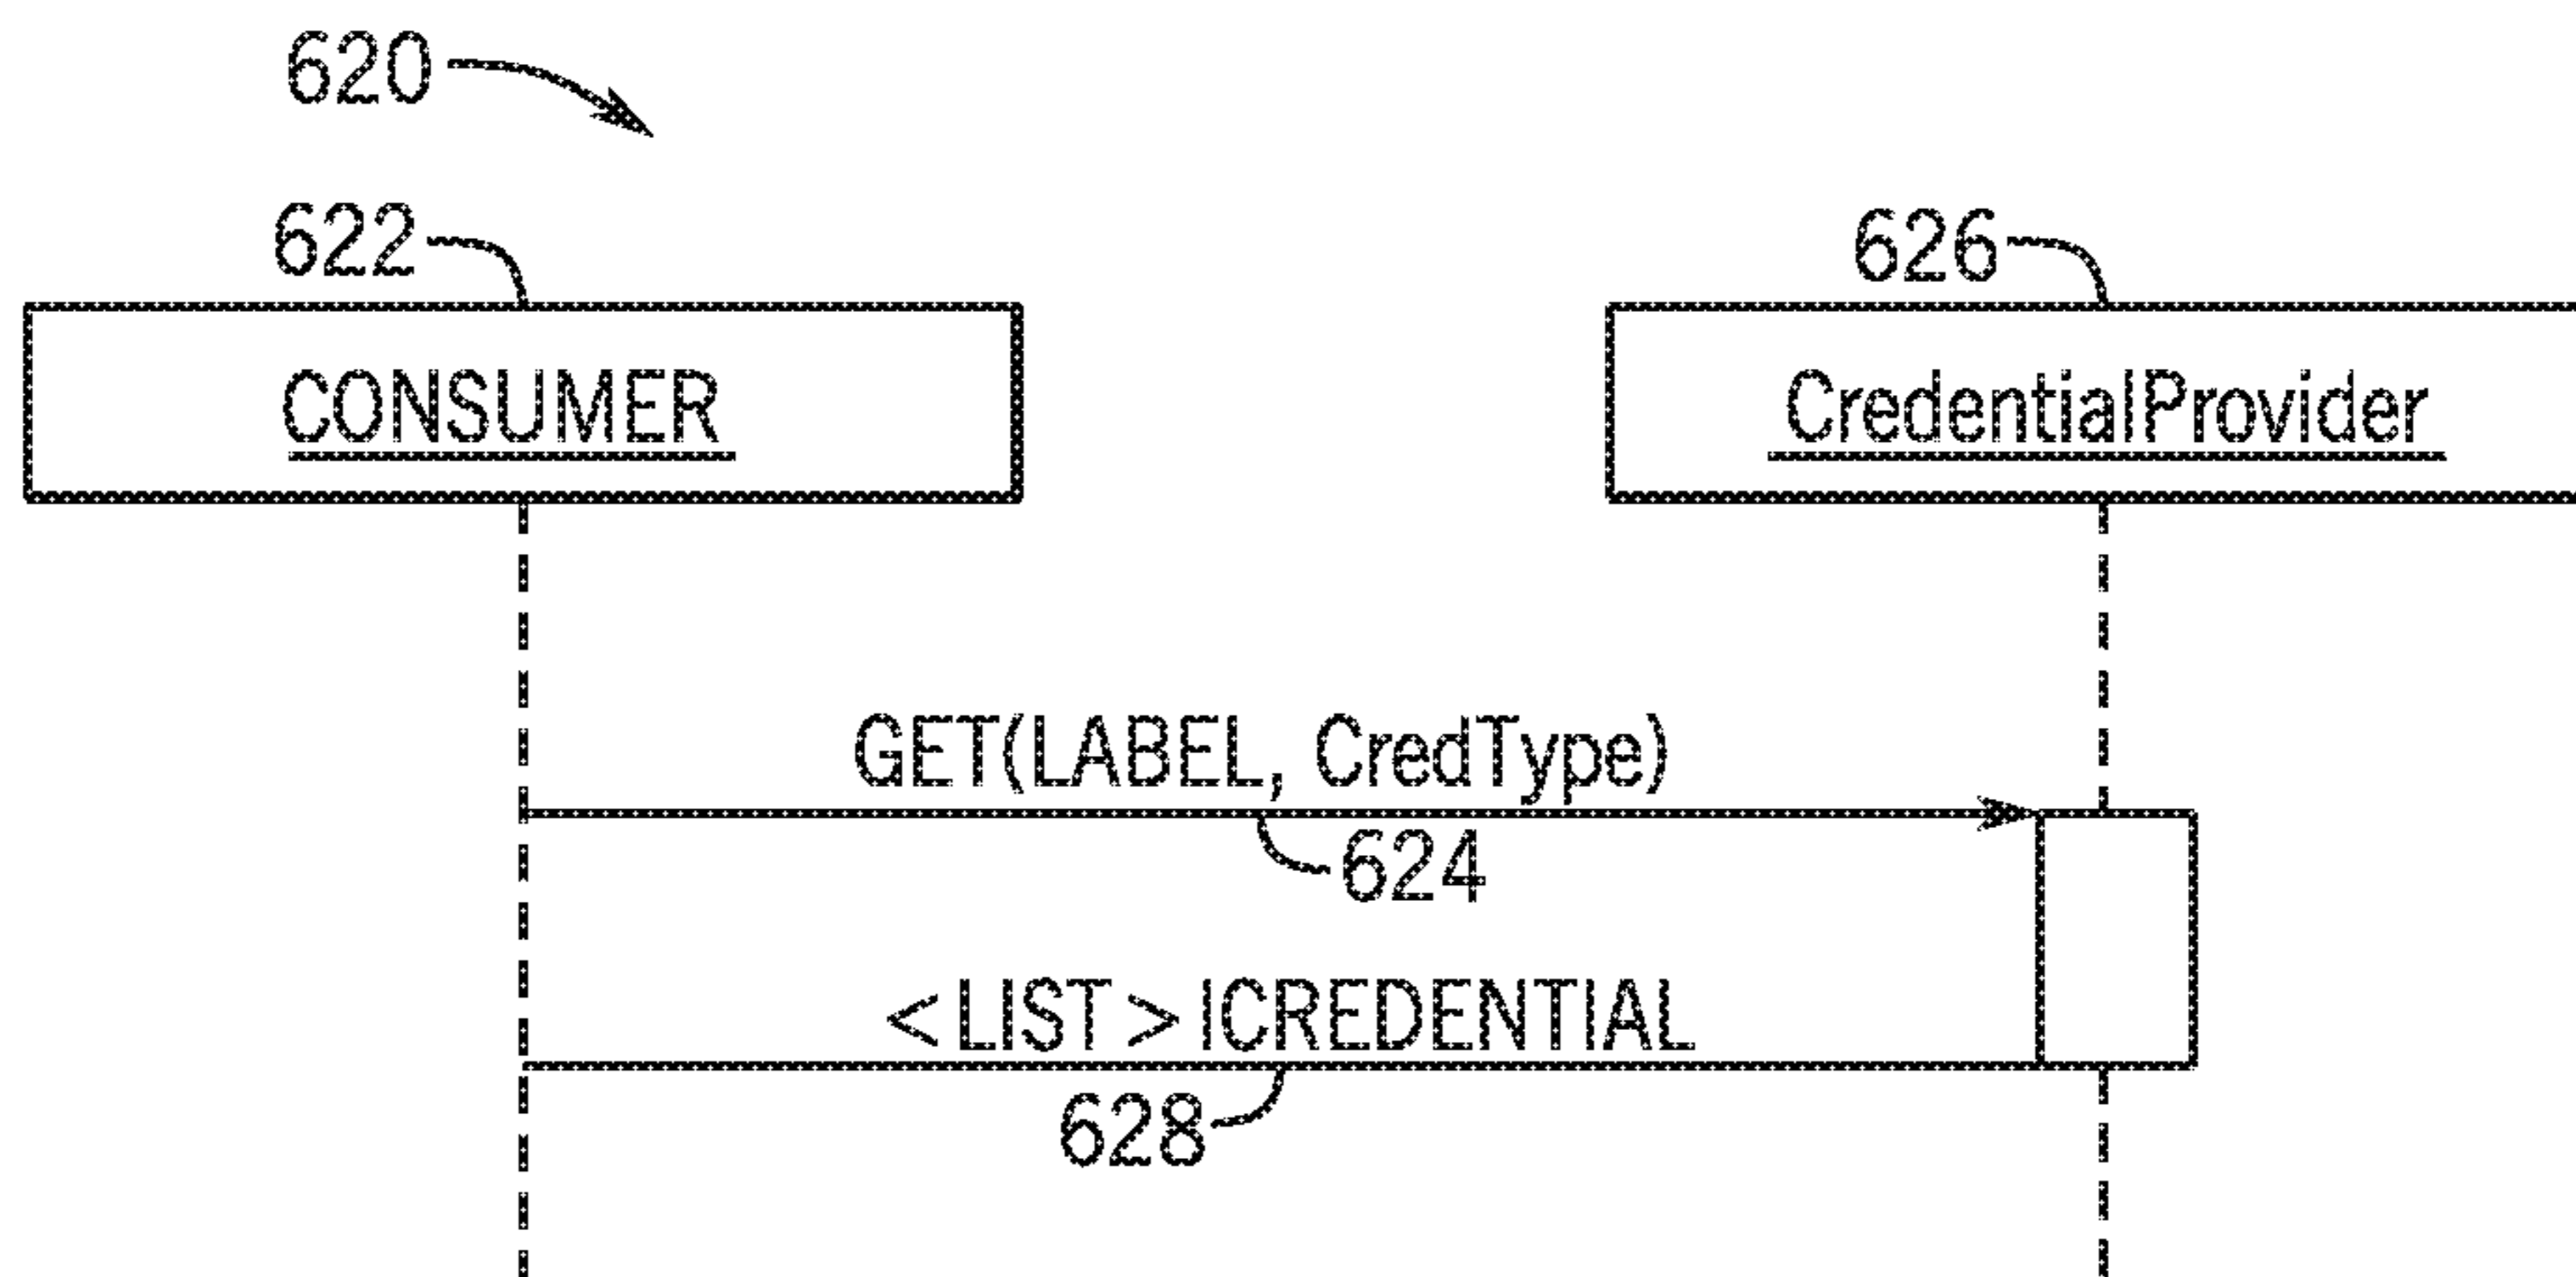 620
622
626
CONSUMER
CredentialProvider
GET(LABEL, CredType)
624
<LIST>ICREDENTIAL
628